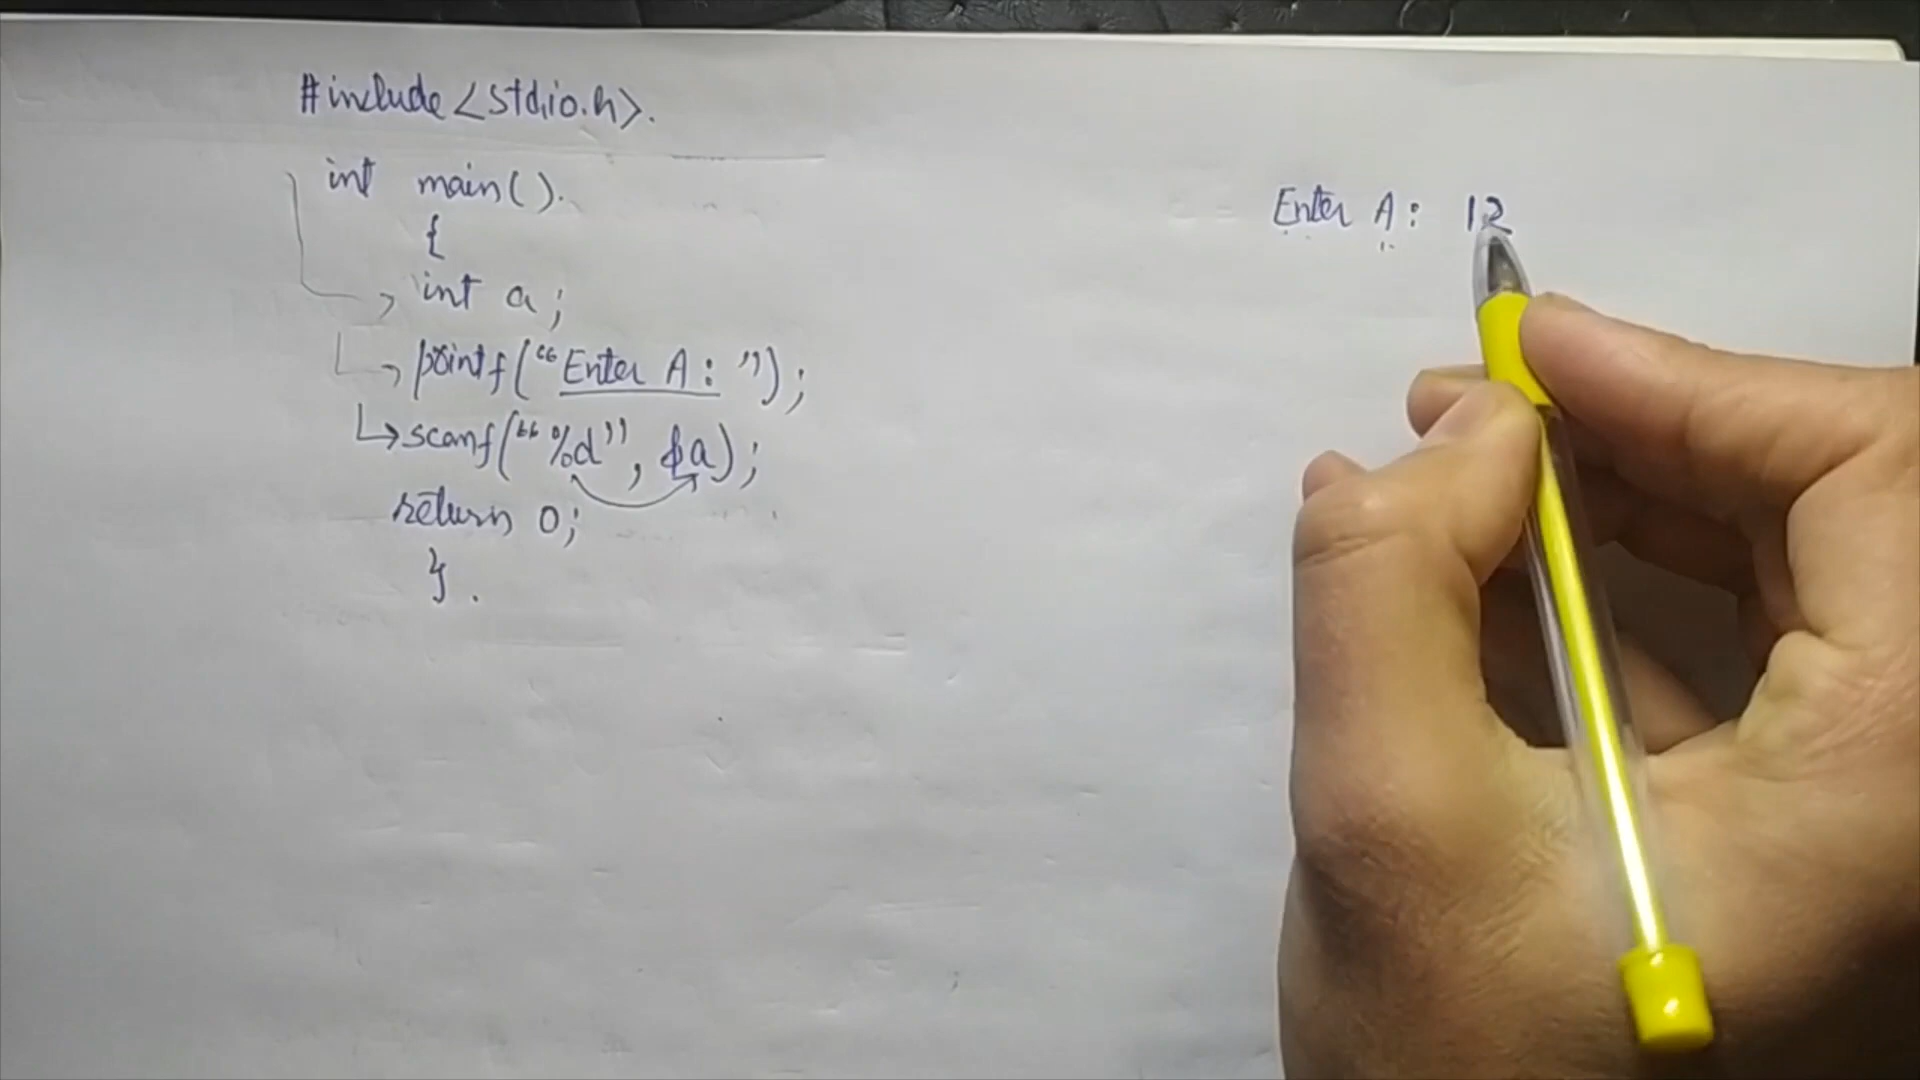 #include <stdio.h>.
int main().
{
int a;
printf("Enter A: ");
scanf("%d", &a);
return 0;
}.
Enter A: 12